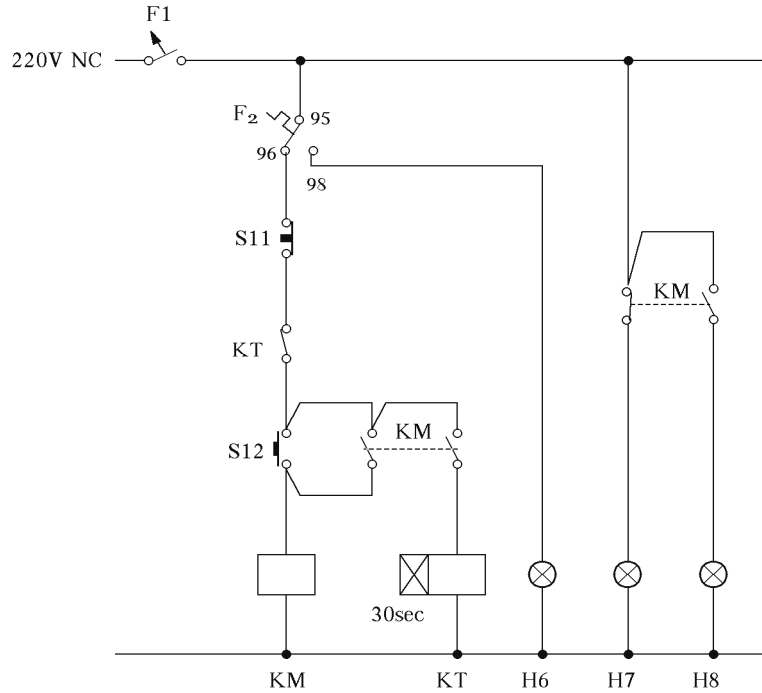 F1
220V NC
F2
95
96
98
S11
KM
KT
KM
S12
30sec
KM KT H6 H7 H8